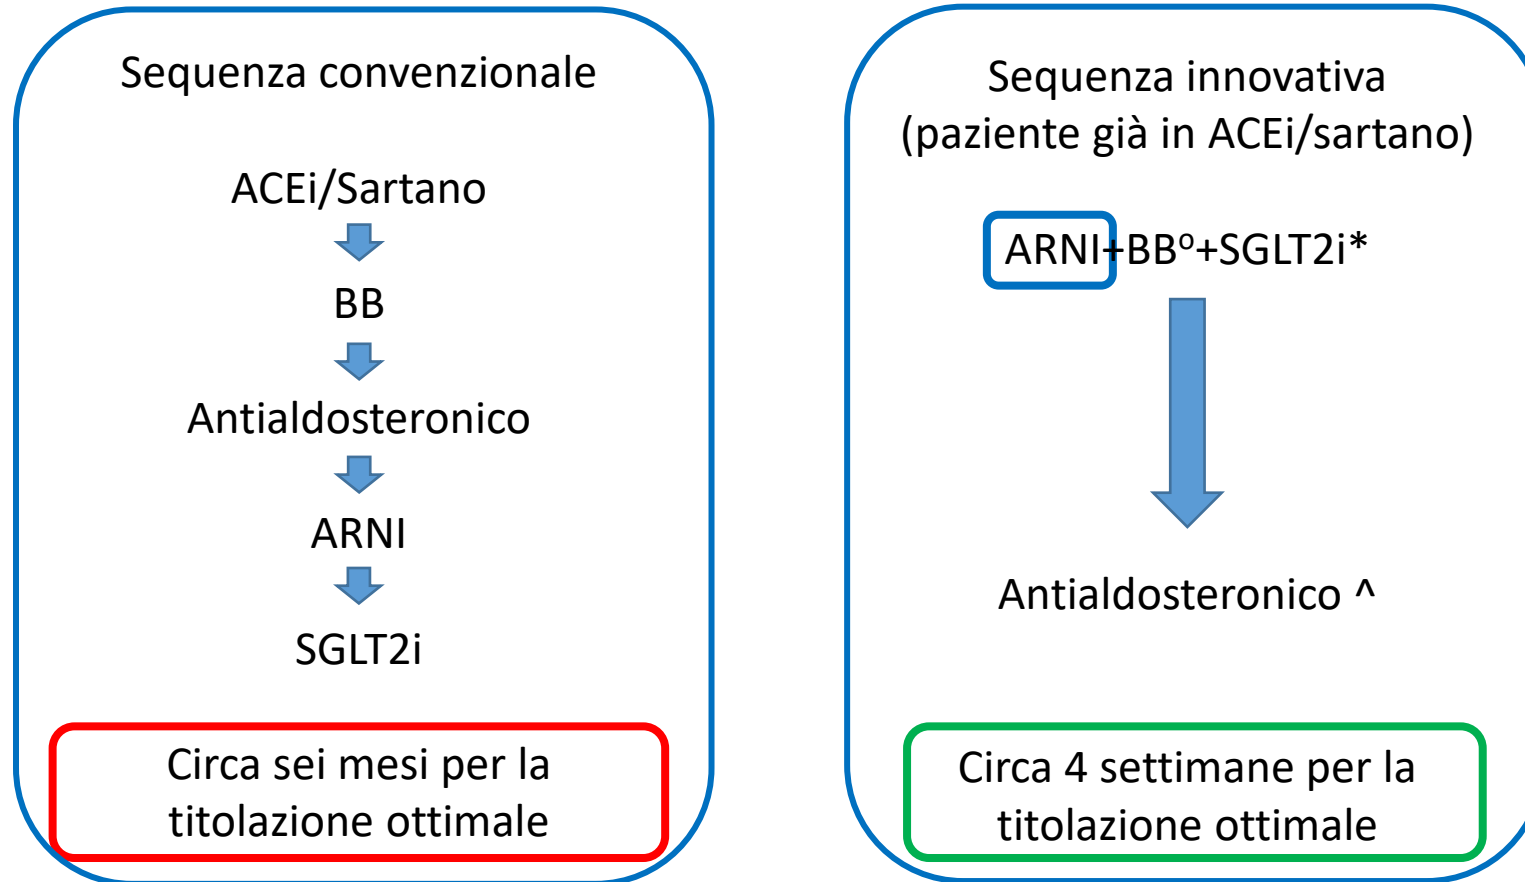 Sequenza convenzionale
ACEi/Sartano
BB
Antialdosteronico
ARNI
SGLT2i
Circa sei mesi per la
titolazione ottimale
Sequenza innovativa
(paziente già in ACEi/sartano)
ARNI+BBº+SGLT2i*
Antialdosteronico ^
Circa 4 settimane per la
titolazione ottimale